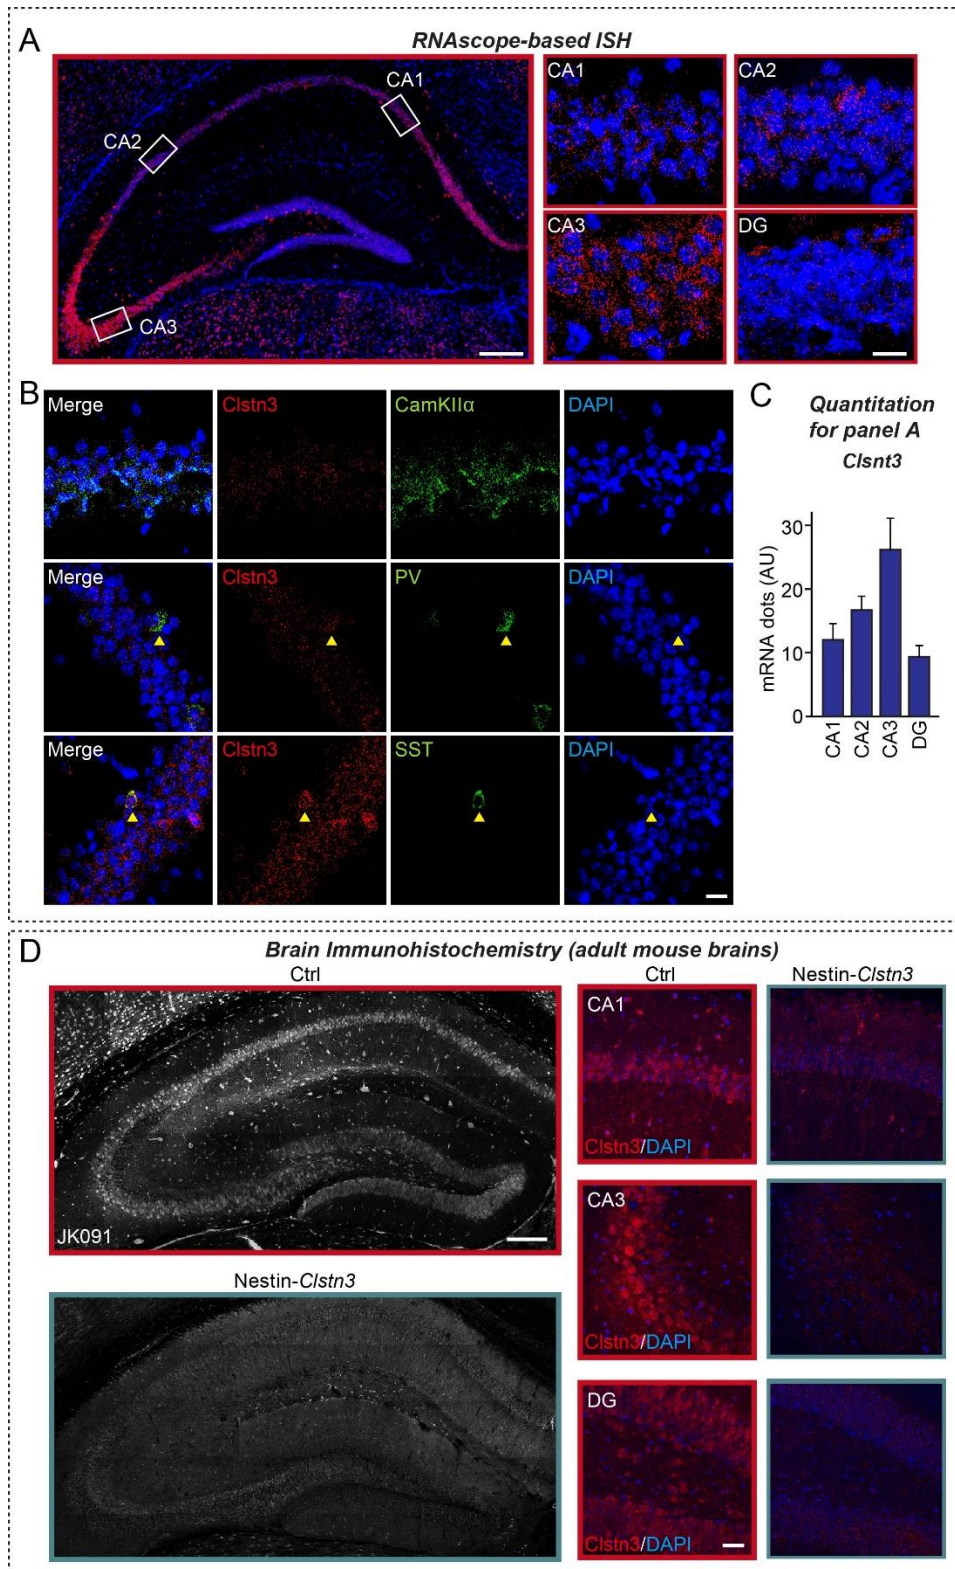 A
RNAscope-based ISH
CA1
CA2
CA3
CA1
CA2
CA3
DG
B
Merge
Clstn3
CamKIIα
DAPI
Merge
Clstn3
PV
DAPI
Merge
Clstn3
SST
DAPI
C
Quantitation
for panel A
Clsnt3
mRNA dots (AU)
30
20
10
0
CA1
CA2
CA3
DG
D
Brain Immunohistochemistry (adult mouse brains)
Ctrl
JK091
Nestin-Clstn3
Ctrl
Nestin-Clstn3
CA1
Clstn3/DAPI
CA3
Clstn3/DAPI
DG
Clstn3/DAPI